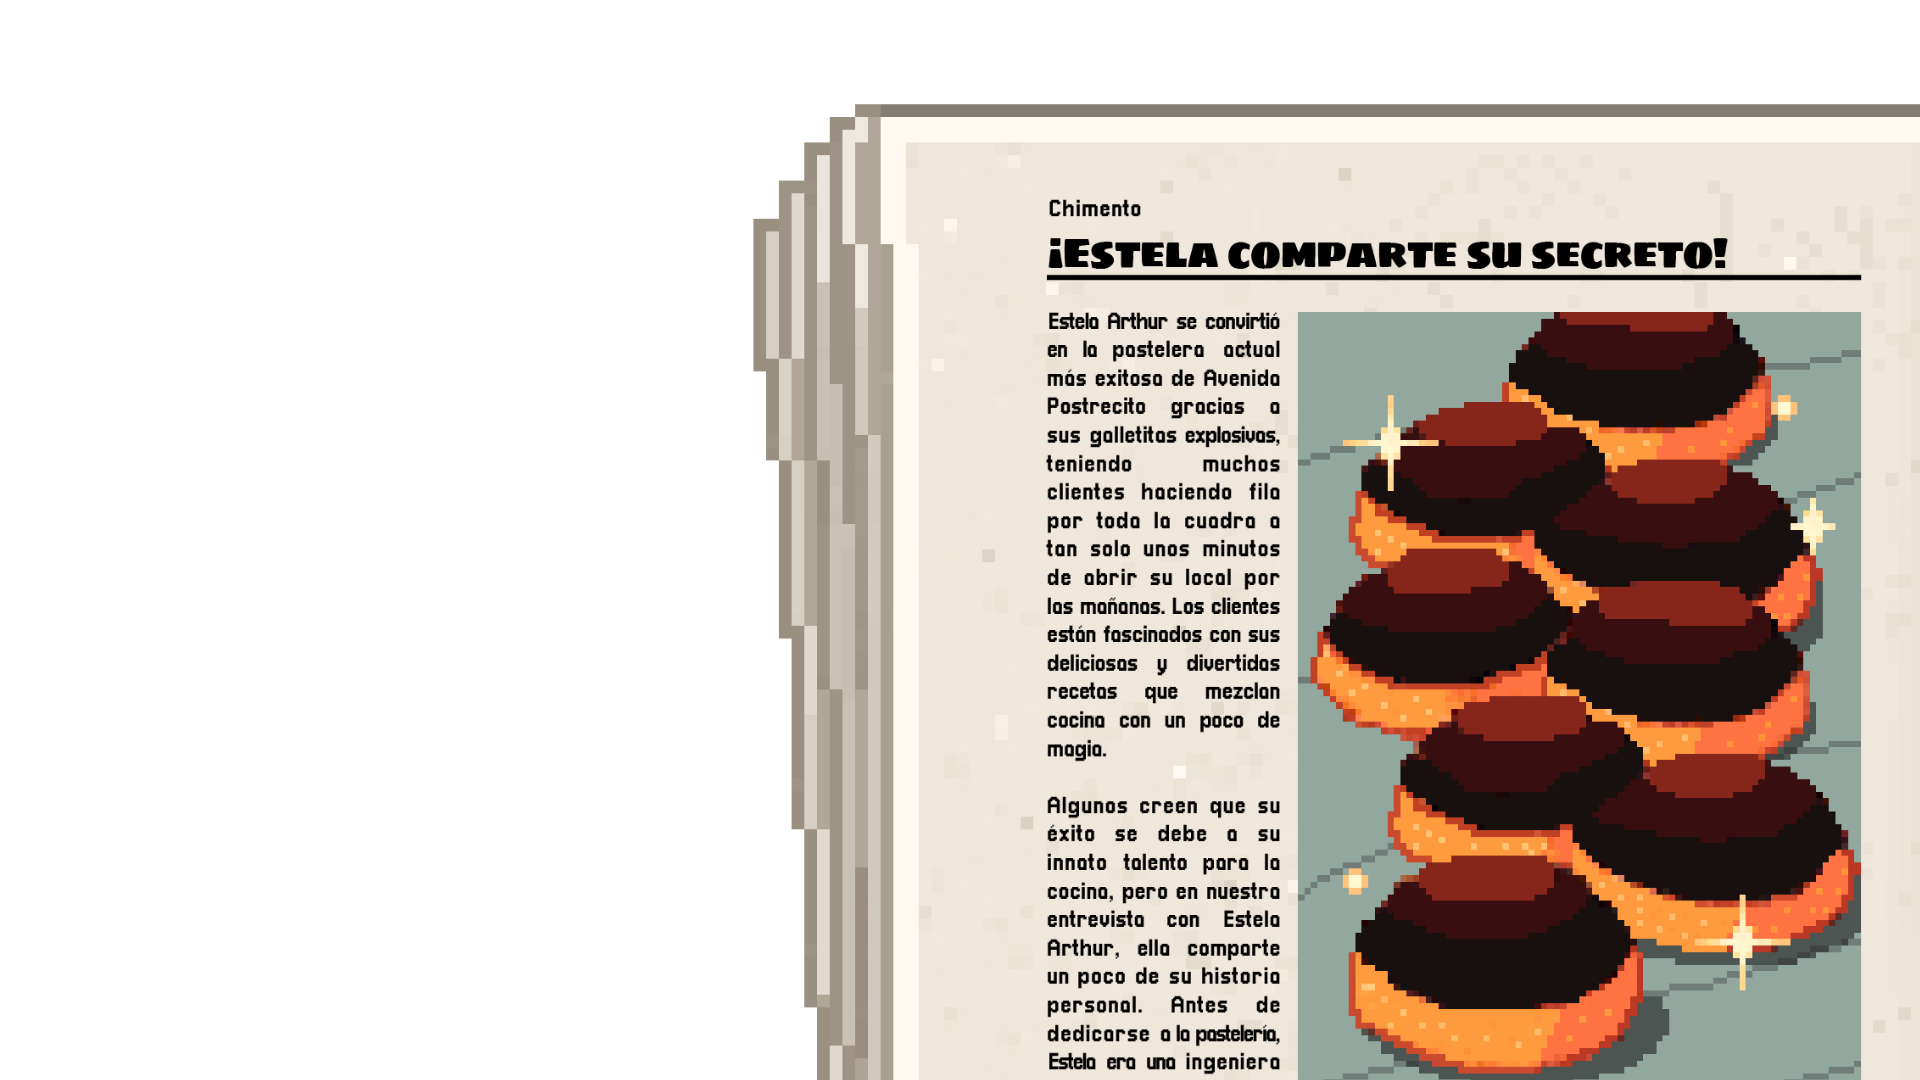 Chimento
¡ESTELA COMPARTE SU SECRETO!
Estela Arthur se convirtió
en la pastelera actual
más exitosa de Avenida
Postrecito gracias a
sus galletitas explosivas,
teniendo muchos
clientes haciendo fila
por toda la cuadra a
tan solo unos minutos
de abrir su local por
las mañanas. Los clientes
están fascinados con sus
deliciosas y divertidas
recetas que mezclan
cocina con un poco de
magia.
Algunos creen que su
éxito se debe a su
innato talento para la
cocina, pero en nuestra
entrevista con Estela
Arthur, ella comparte
un poco de su historia
personal. Antes de
dedicarse a la pastelería,
Estela era una ingeniera